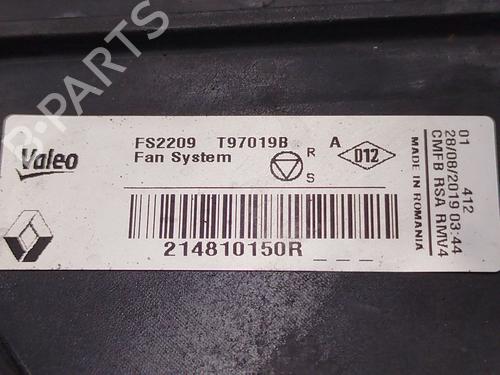 B-PARTS
Valeo
FS2209 T97019B A
Fan System
R
S
D12
214810150R
01 412
28/08/2019 03:44
CMFB RSA RMV4
MADE IN ROMANIA